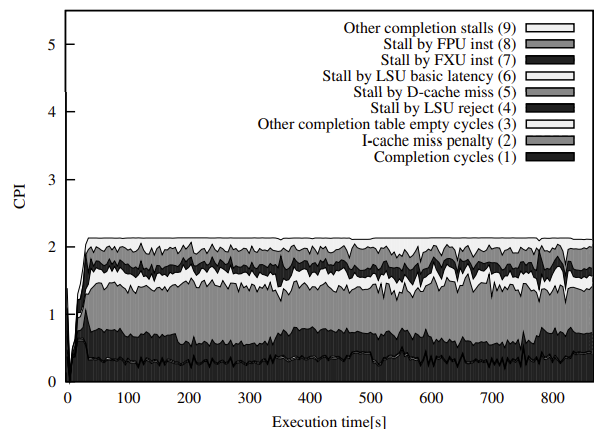 Other completion stalls (9)
Stall by FPU inst (8)
Stall by FXU inst (7)
Stall by LSU basic latency (6)
Stall by D-cache miss (5)
Stall by LSU reject (4)
Other completion table empty cycles (3)
I-cache miss penalty (2)
Completion cycles (1)
5
4
3
2
1
0
CPI
0 100 200 300 400 500 600 700 800
Execution time[s]